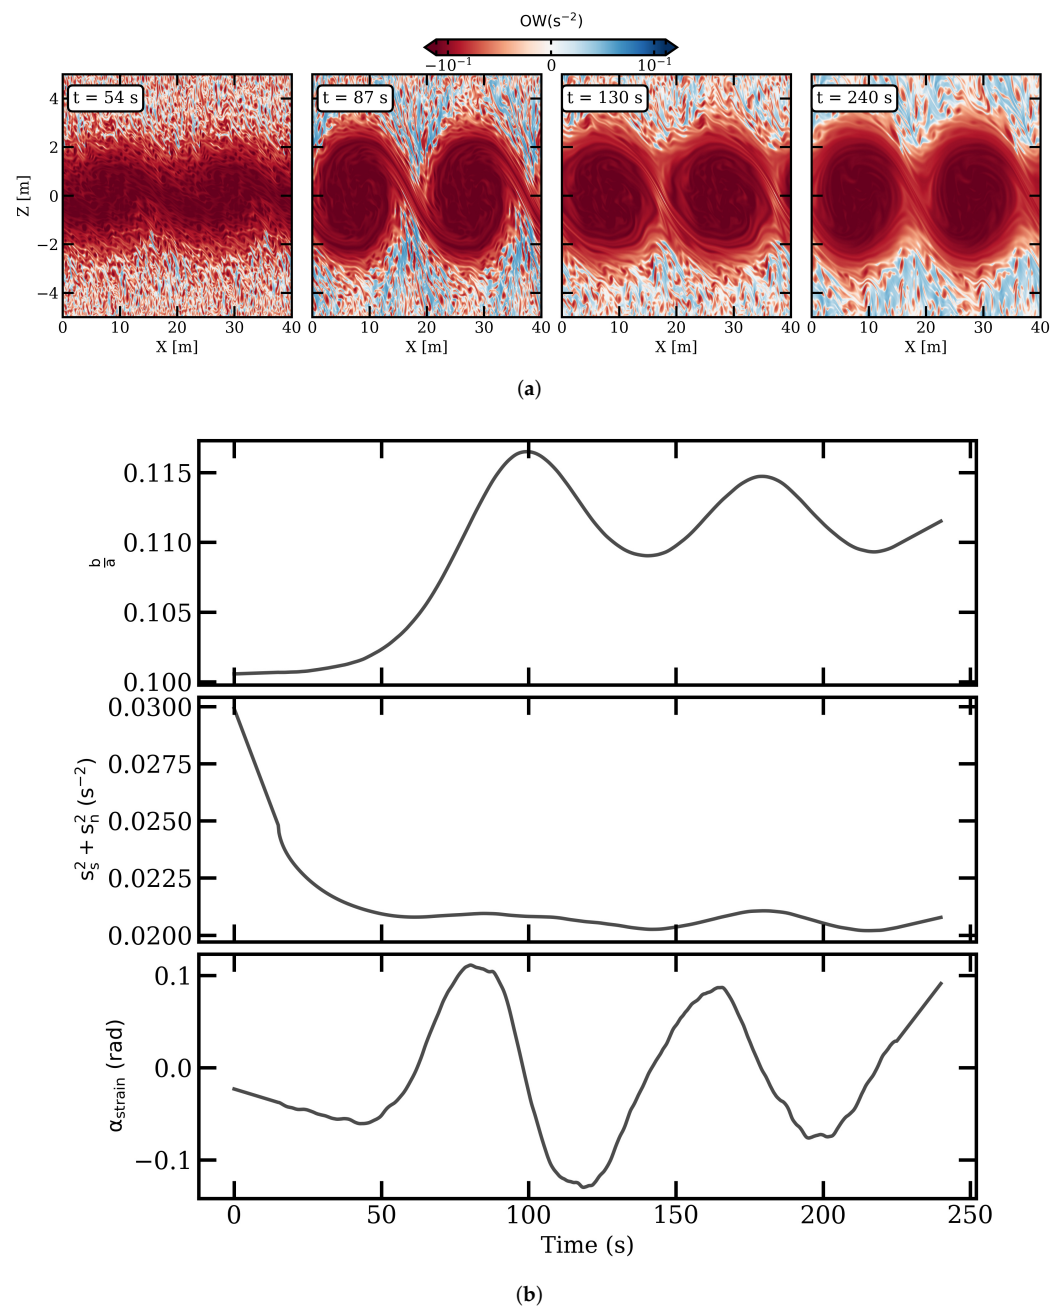 OW(s⁻²)
−10⁻¹ 0 10⁻¹
t = 54 s t = 87 s t = 130 s t = 240 s
Z [m]
4
2
0
−2
−4
0 10 20 30 40 0 10 20 30 40 0 10 20 30 40 0 10 20 30 40
X [m] X [m] X [m] X [m]
(a)
b/a
0.115
0.110
0.105
0.100
s_s² + s_n² (s⁻²)
0.0300
0.0275
0.0250
0.0225
0.0200
α_strain (rad)
0.1
0.0
−0.1
0 50 100 150 200 250
Time (s)
(b)